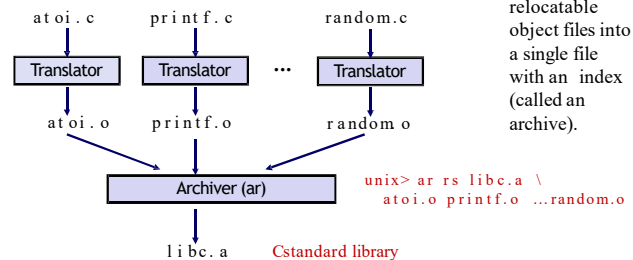 atoi.c printf.c random.c
Translator Translator ... Translator
atoi.o printf.o random o
Archiver (ar)
libc.a Cstandard library
unix> ar rs libc.a \
atoi.o printf.o …random.o
relocatable
object files into
a single file
with an index
(called an
archive).